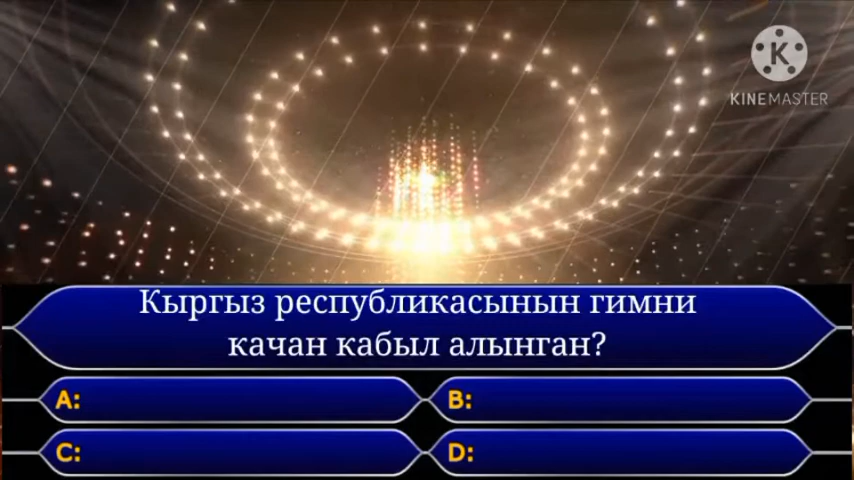 K
KINEMASTER
Кыргыз республикасынын гимни
качан кабыл алынган?
A:
B:
C:
D: